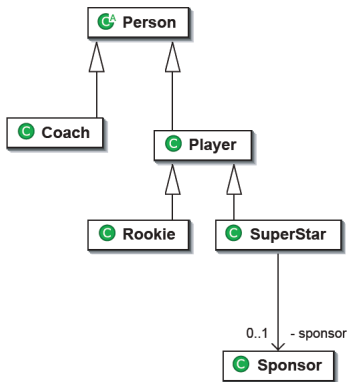 C A Person
C Coach
C Player
C Rookie
C SuperStar
0..1 - sponsor
C Sponsor